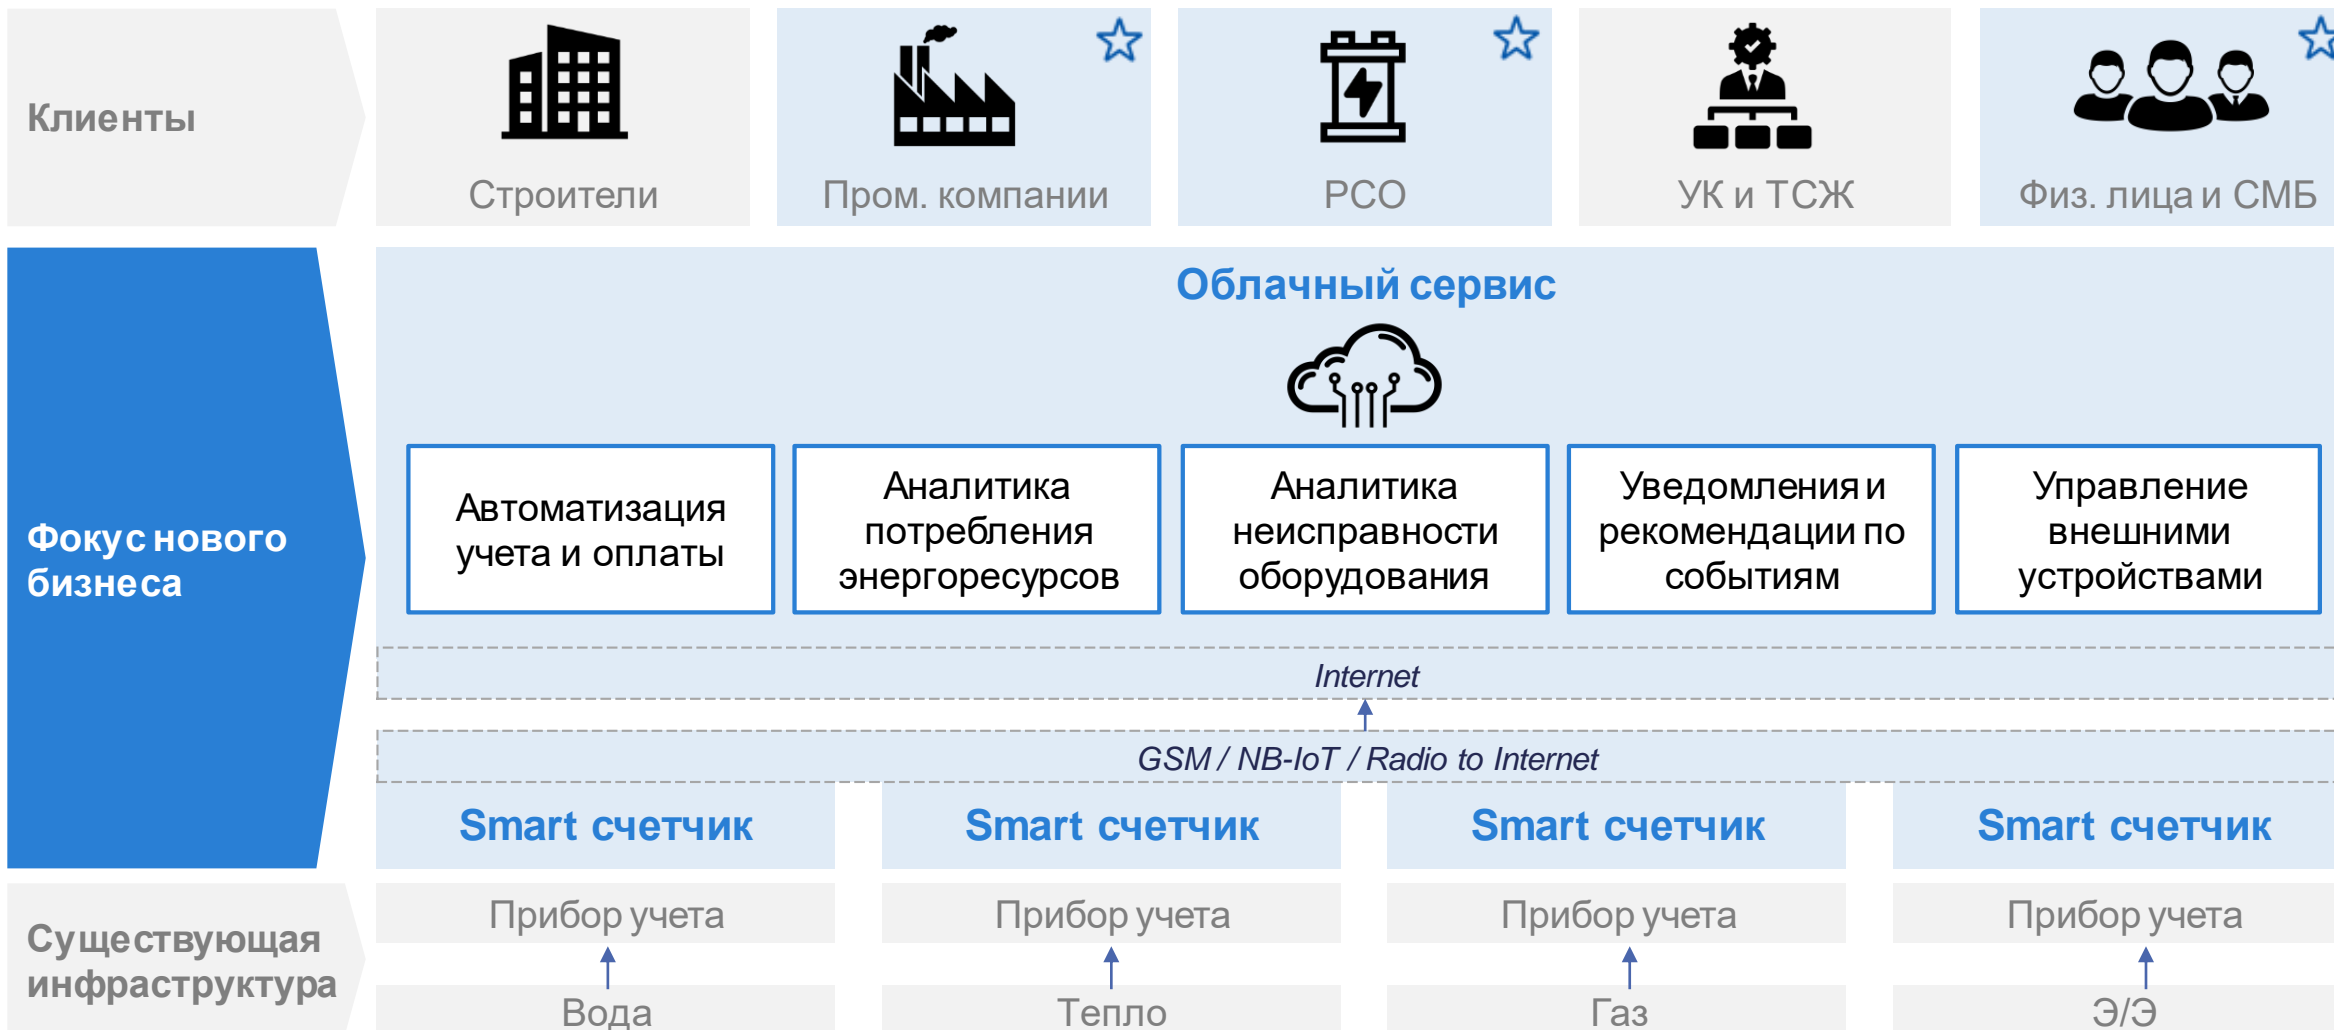 Клиенты
Строители
Пром. компании
РСО
УК и ТСЖ
Физ. лица и СМБ
Фокус нового
бизнеса
Облачный сервис
Автоматизация
учета и оплаты
Аналитика
потребления
энергоресурсов
Аналитика
неисправности
оборудования
Уведомления и
рекомендации по
событиям
Управление
внешними
устройствами
Internet
GSM / NB-IoT / Radio to Internet
Smart счетчик
Smart счетчик
Smart счетчик
Smart счетчик
Существующая
инфраструктура
Прибор учета
Прибор учета
Прибор учета
Прибор учета
Вода
Тепло
Газ
Э/Э